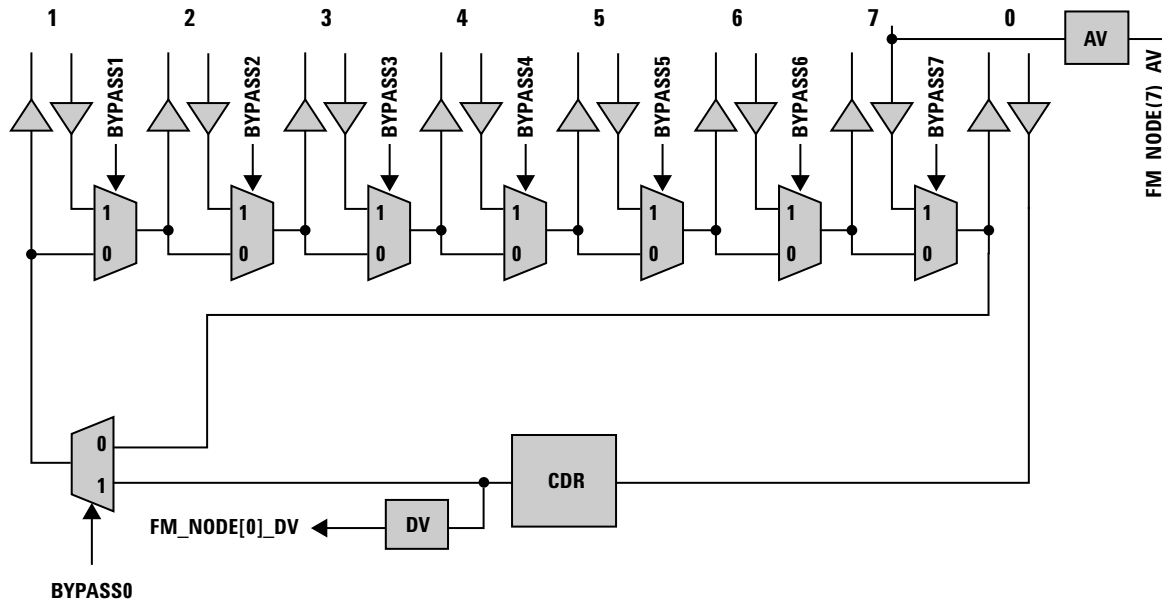 1 2 3 4 5 6 7 0
AV
FM_NODE(7)_AV
BYPASS1
BYPASS2
BYPASS3
BYPASS4
BYPASS5
BYPASS6
BYPASS7
1 1 1 1 1 1 1
0 0 0 0 0 0 0
0
1
CDR
DV
FM_NODE[0]_DV
BYPASS0